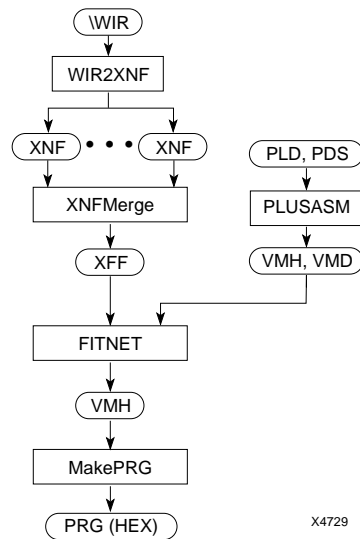 \WIR
WIR2XNF
XNF • • • XNF
PLD, PDS
XNFMerge
PLUSASM
XFF
VMH, VMD
FITNET
VMH
MakePRG
PRG (HEX)
X4729